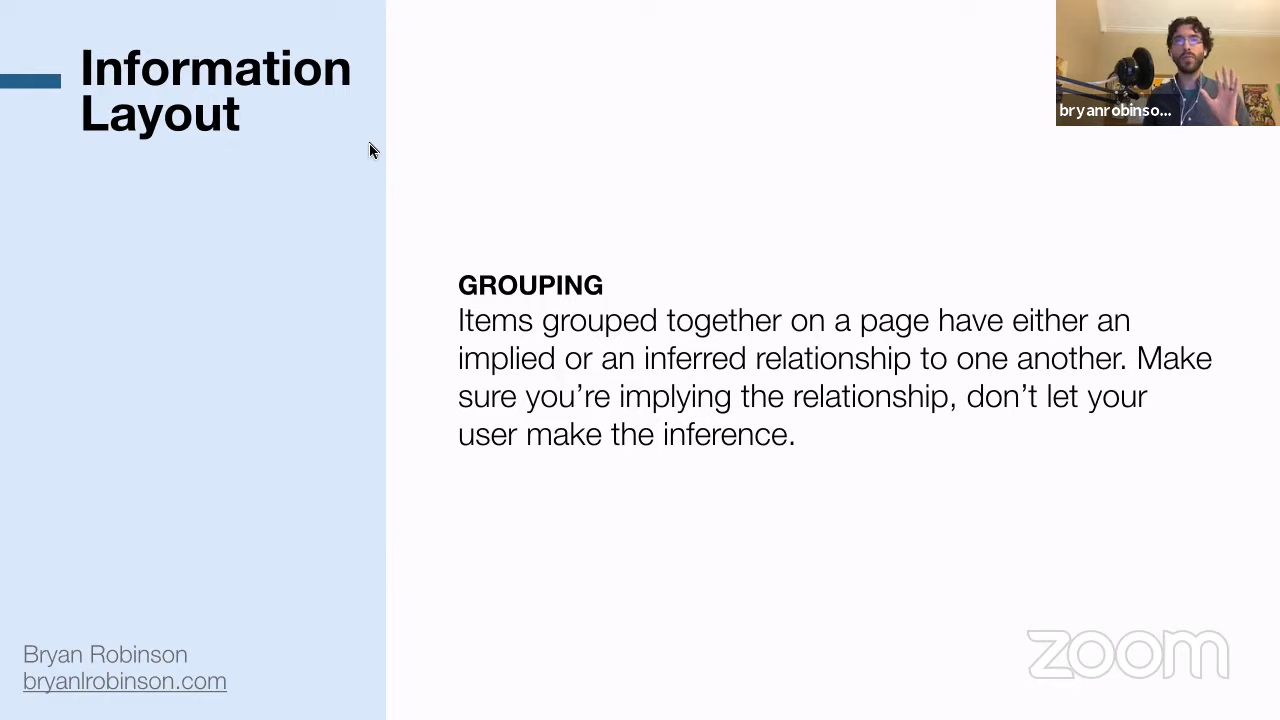 Information
Layout
bryanrobinso...
GROUPING
Items grouped together on a page have either an
implied or an inferred relationship to one another. Make
sure you’re implying the relationship, don’t let your
user make the inference.
Bryan Robinson
bryanlrobinson.com
zoom